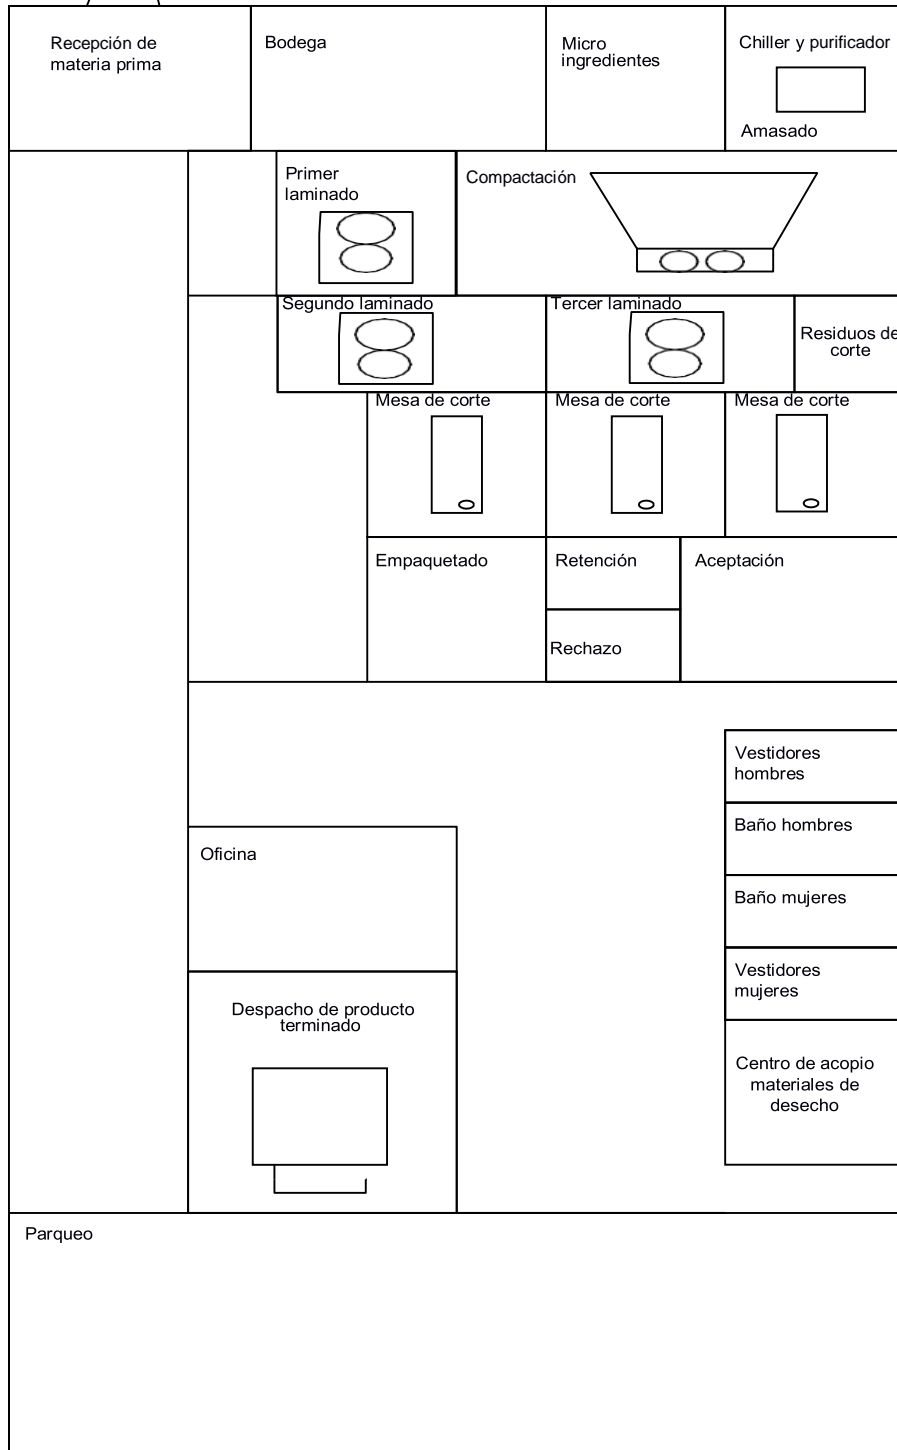 Recepción de
materia prima
Bodega
Micro
ingredientes
Chiller y purificador
Amasado
Primer
laminado
Compactación
Segundo laminado
Tercer laminado
Residuos de
corte
Mesa de corte
Mesa de corte
Mesa de corte
Empaquetado
Retención
Aceptación
Rechazo
Vestidores
hombres
Baño hombres
Oficina
Baño mujeres
Vestidores
mujeres
Despacho de producto
terminado
Centro de acopio
materiales de
desecho
Parqueo